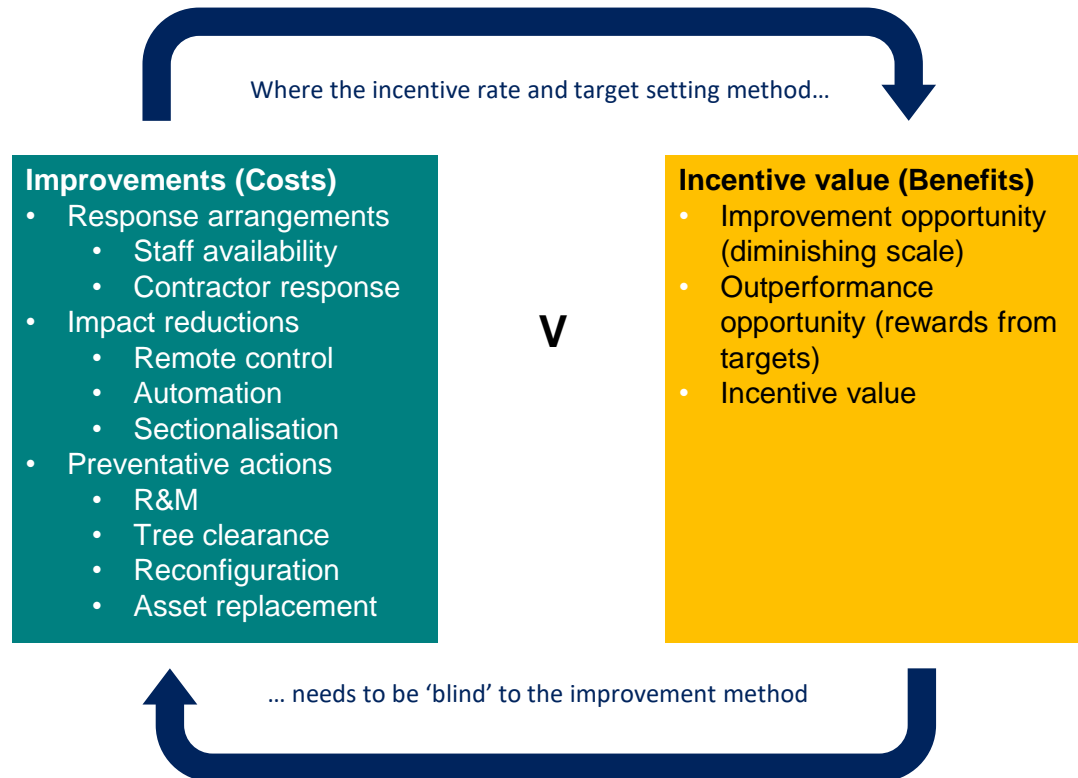 Where the incentive rate and target setting method…
Improvements (Costs)
• Response arrangements
• Staff availability
• Contractor response
• Impact reductions
• Remote control
• Automation
• Sectionalisation
• Preventative actions
• R&M
• Tree clearance
• Reconfiguration
• Asset replacement
V
Incentive value (Benefits)
• Improvement opportunity
(diminishing scale)
• Outperformance
opportunity (rewards from
targets)
• Incentive value
… needs to be ‘blind’ to the improvement method